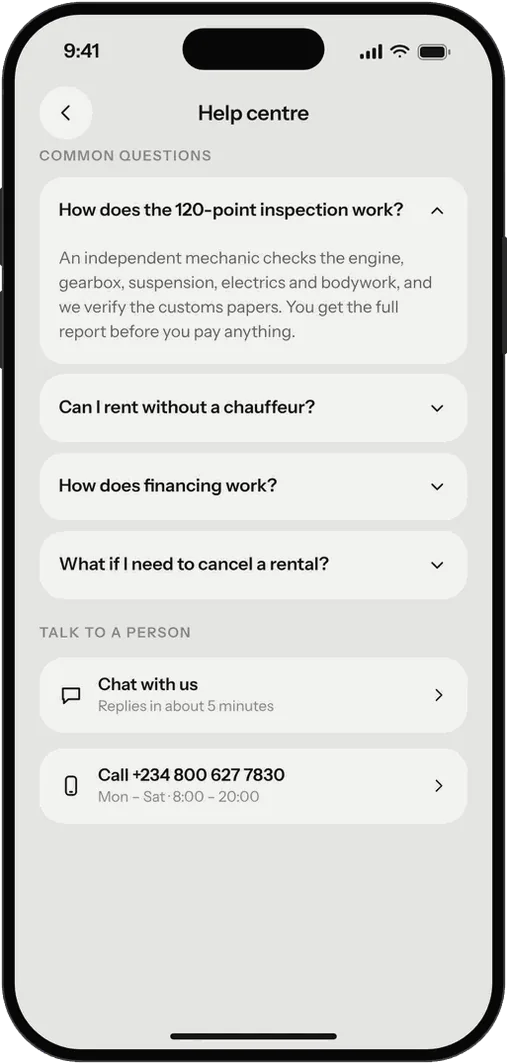 9:41
Help centre
COMMON QUESTIONS
How does the 120-point inspection work?
An independent mechanic checks the engine,
gearbox, suspension, electrics and bodywork, and
we verify the customs papers. You get the full
report before you pay anything.
Can I rent without a chauffeur?
How does financing work?
What if I need to cancel a rental?
TALK TO A PERSON
Chat with us
Replies in about 5 minutes
Call +234 800 627 7830
Mon – Sat · 8:00 – 20:00